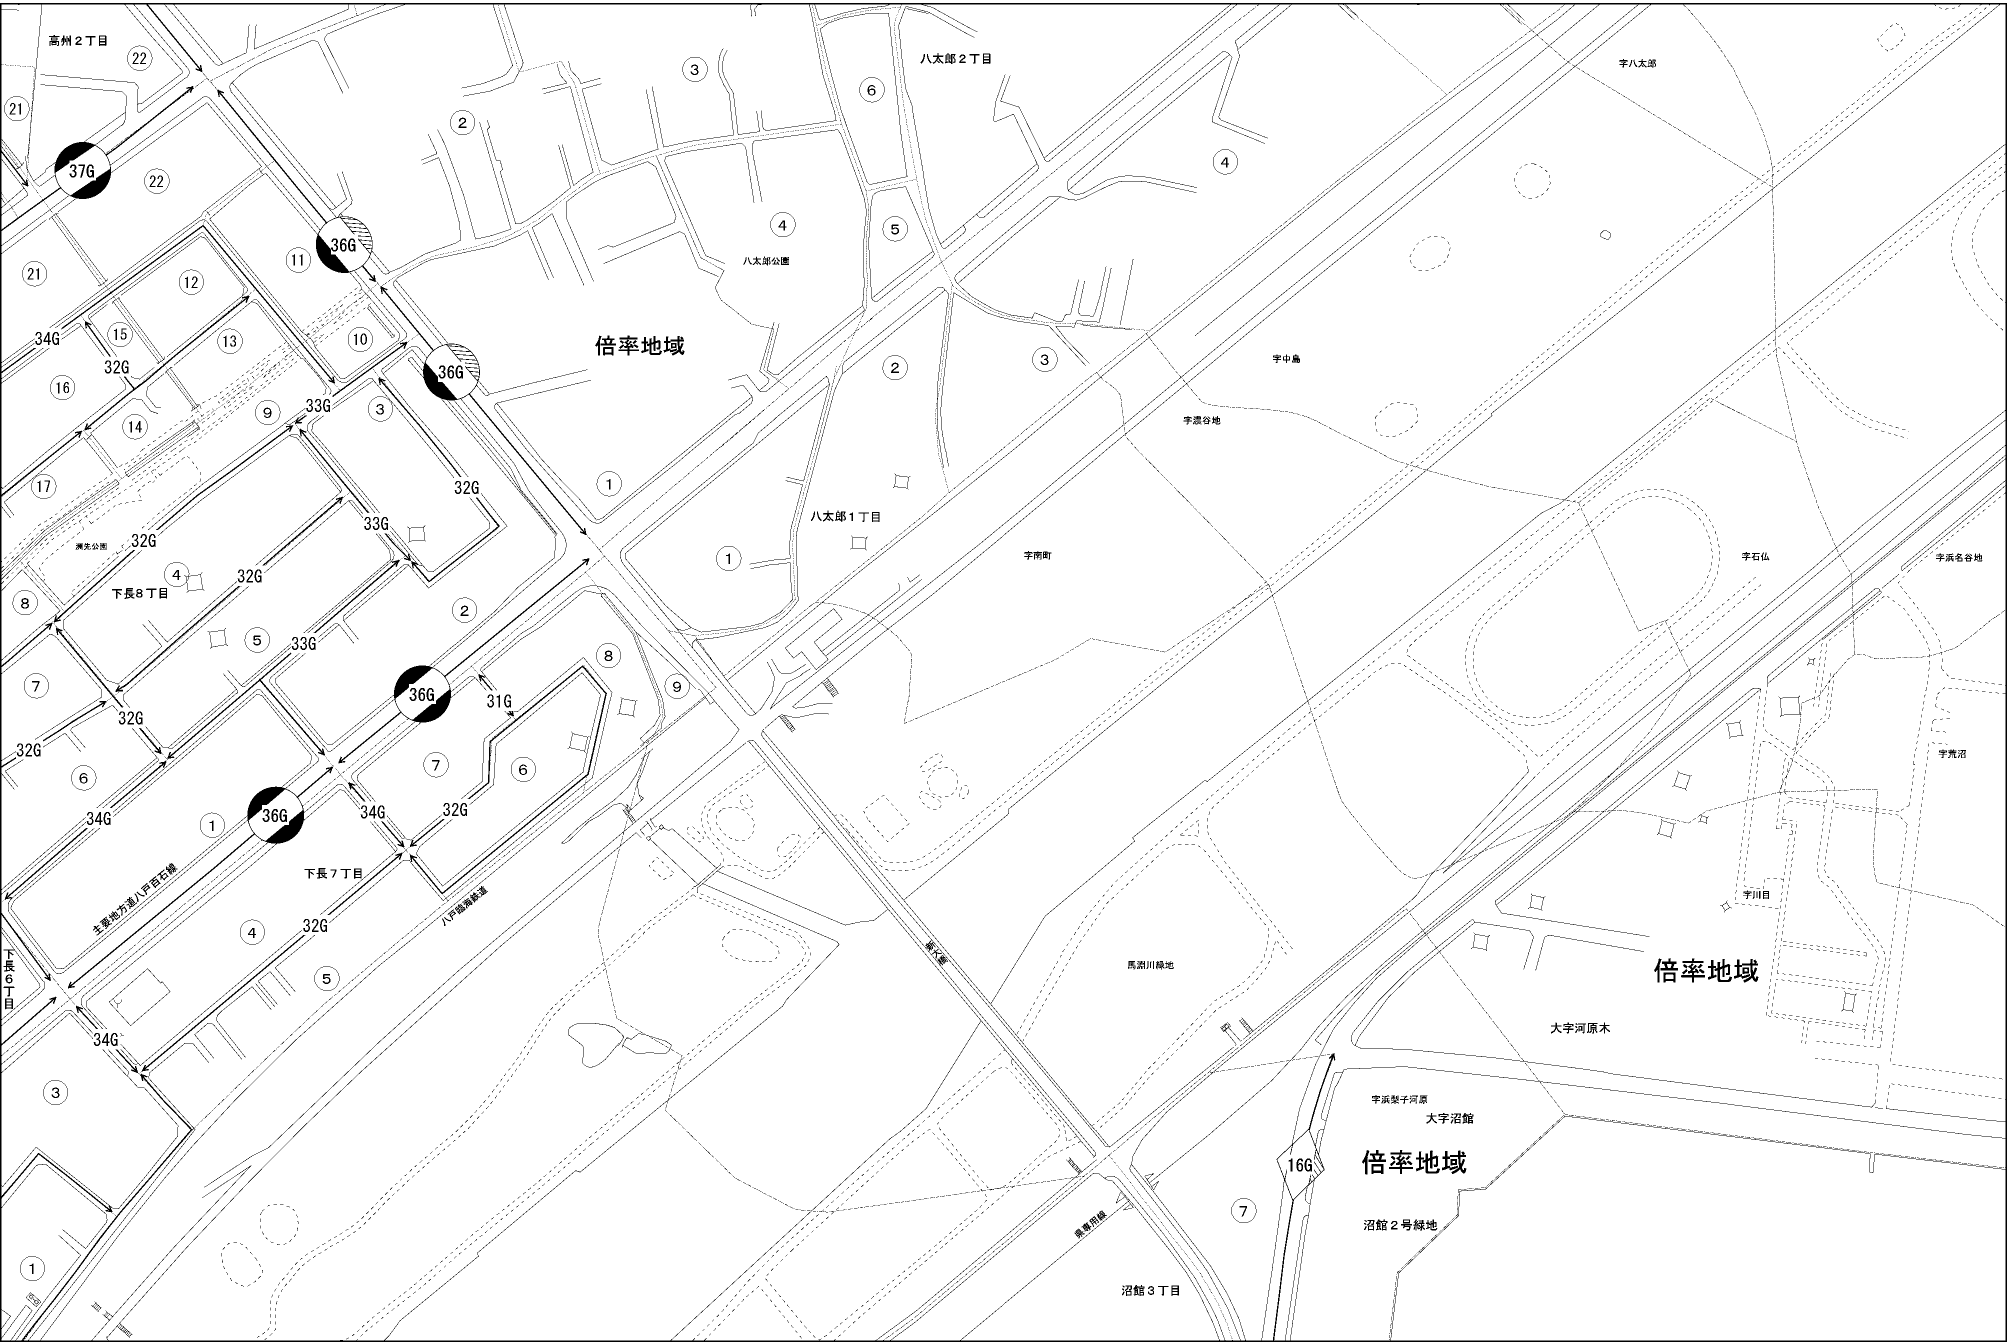 高州２丁目
22
21
37G
22
21
2
3
6
八太郎２丁目
4
字八太郎
36G
11
4
5
八太郎公園
12
15
13
34G
32G
16
14
17
9
10
36G
33G
3
倍率地域
2
3
字中島
字濃谷地
32G
1
八太郎１丁目
1
字南町
字石仏
字浜名谷地
33G
32G
洲先公園
4
下長８丁目
32G
8
5
33G
2
7
32G
32G
6
36G
31G
8
9
7
6
字荒沼
34G
36G
34G
32G
1
主要地方道八戸百石線
下長７丁目
八戸臨海鉄道
4
32G
5
下長６丁目
34G
3
1
新大橋
馬淵川緑地
字川目
倍率地域
大字河原木
字浜梨子河原
大字沼館
16G
倍率地域
7
沼館２号緑地
県専用線
沼館３丁目